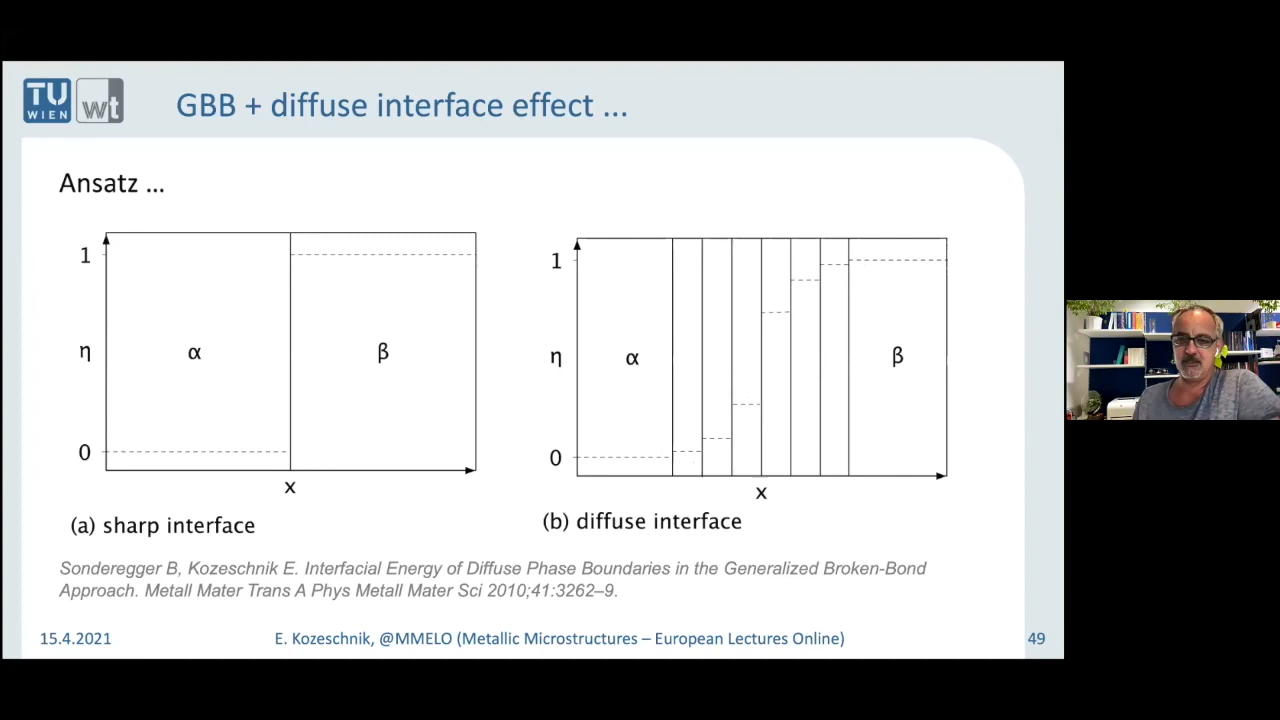 TU
WIEN
wt
GBB + diffuse interface effect ...
Ansatz ...
1
η
α
β
0
x
(a) sharp interface
1
η
α
β
0
x
(b) diffuse interface
Sonderegger B, Kozeschnik E. Interfacial Energy of Diffuse Phase Boundaries in the Generalized Broken-Bond
Approach. Metall Mater Trans A Phys Metall Mater Sci 2010;41:3262–9.
15.4.2021
E. Kozeschnik, @MMELO (Metallic Microstructures – European Lectures Online)
49